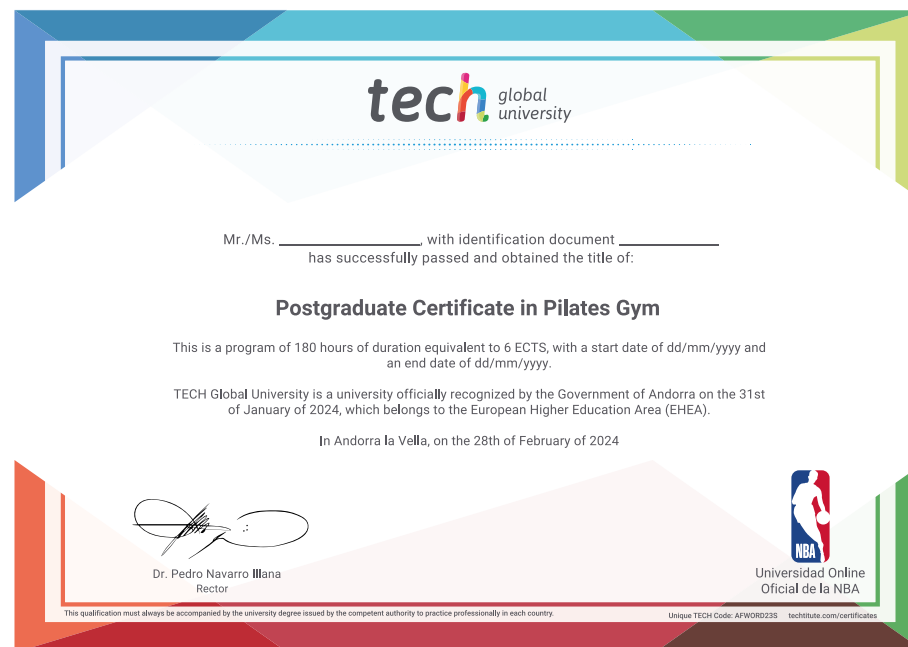 tech global
university
Mr./Ms. ____________, with identification document ____________
has successfully passed and obtained the title of:
Postgraduate Certificate in Pilates Gym
This is a program of 180 hours of duration equivalent to 6 ECTS, with a start date of dd/mm/yyyy and
an end date of dd/mm/yyyy.
TECH Global University is a university officially recognized by the Government of Andorra on the 31st
of January of 2024, which belongs to the European Higher Education Area (EHEA).
In Andorra la Vella, on the 28th of February of 2024
Dr. Pedro Navarro Illana
Rector
NBA
Universidad Online
Oficial de la NBA
This qualification must always be accompanied by the university degree issued by the competent authority to practice professionally in each country.
Unique TECH Code: AFWORD23S techtitute.com/certificates